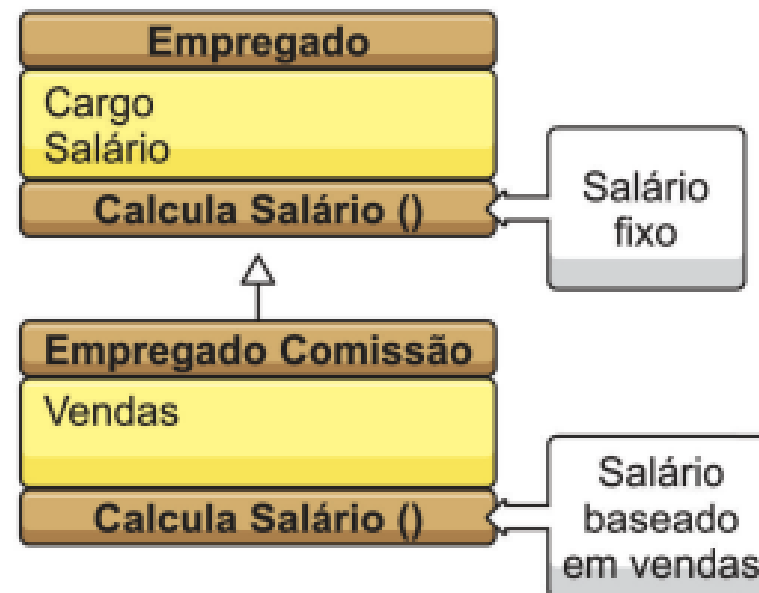 Empregado
Cargo
Salário
Calcula Salário ()
Salário
fixo
Empregado Comissão
Vendas
Calcula Salário ()
Salário
baseado
em vendas